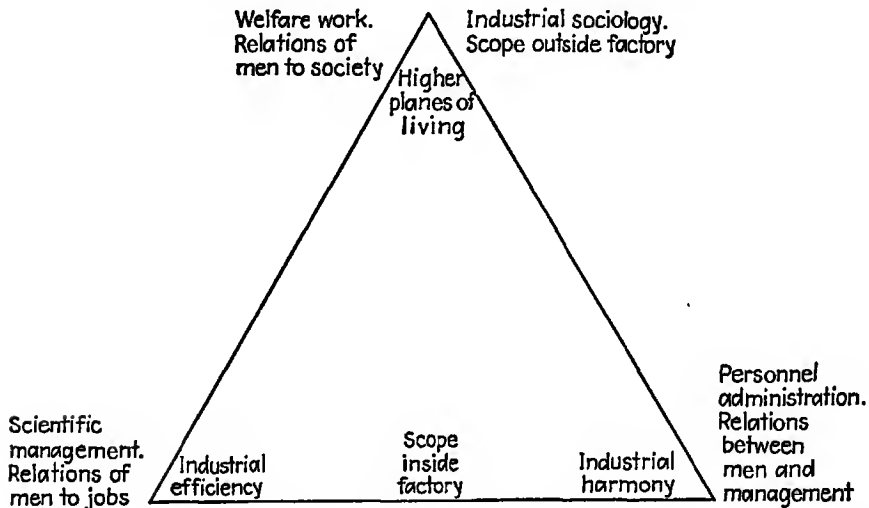 Welfare work.
Relations of
men to society
Industrial sociology.
Scope outside factory
Higher
planes of
living
Scientific
management.
Relations of
men to jobs
Industrial
efficiency
Scope
inside
factory
Industrial
harmony
Personnel
administration.
Relations
between
men and
management